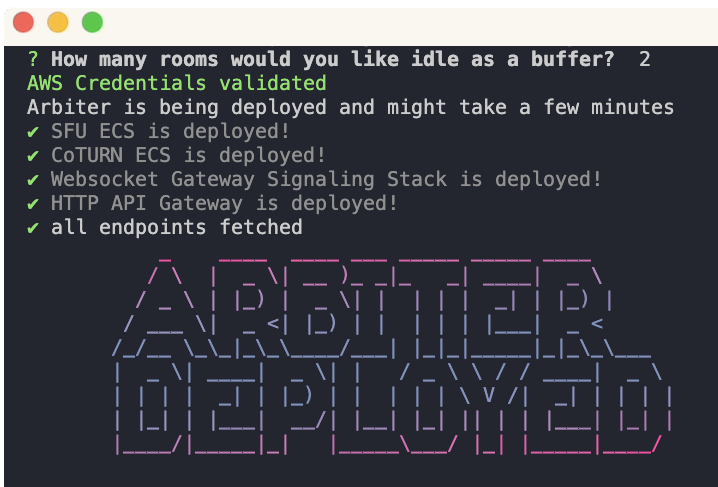 ? How many rooms would you like idle as a buffer? 2
AWS Credentials validated
Arbiter is being deployed and might take a few minutes
✔ SFU ECS is deployed!
✔ CoTURN ECS is deployed!
✔ Websocket Gateway Signaling Stack is deployed!
✔ HTTP API Gateway is deployed!
✔ all endpoints fetched
ARBITER
DEPLOYED